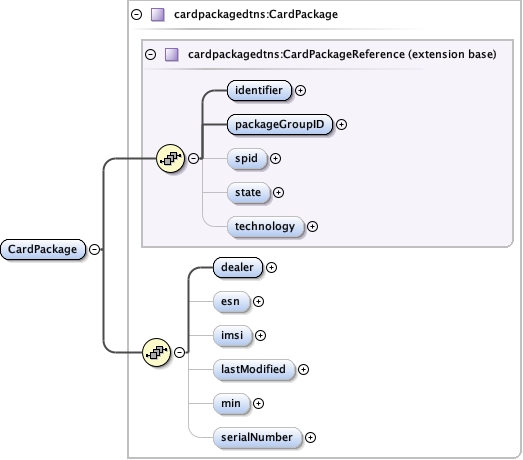 cardpackagedtns:CardPackage
cardpackagedtns:CardPackageReference (extension base)
identifier
packageGroupID
spid
state
technology
CardPackage
dealer
esn
imsi
lastModified
min
serialNumber